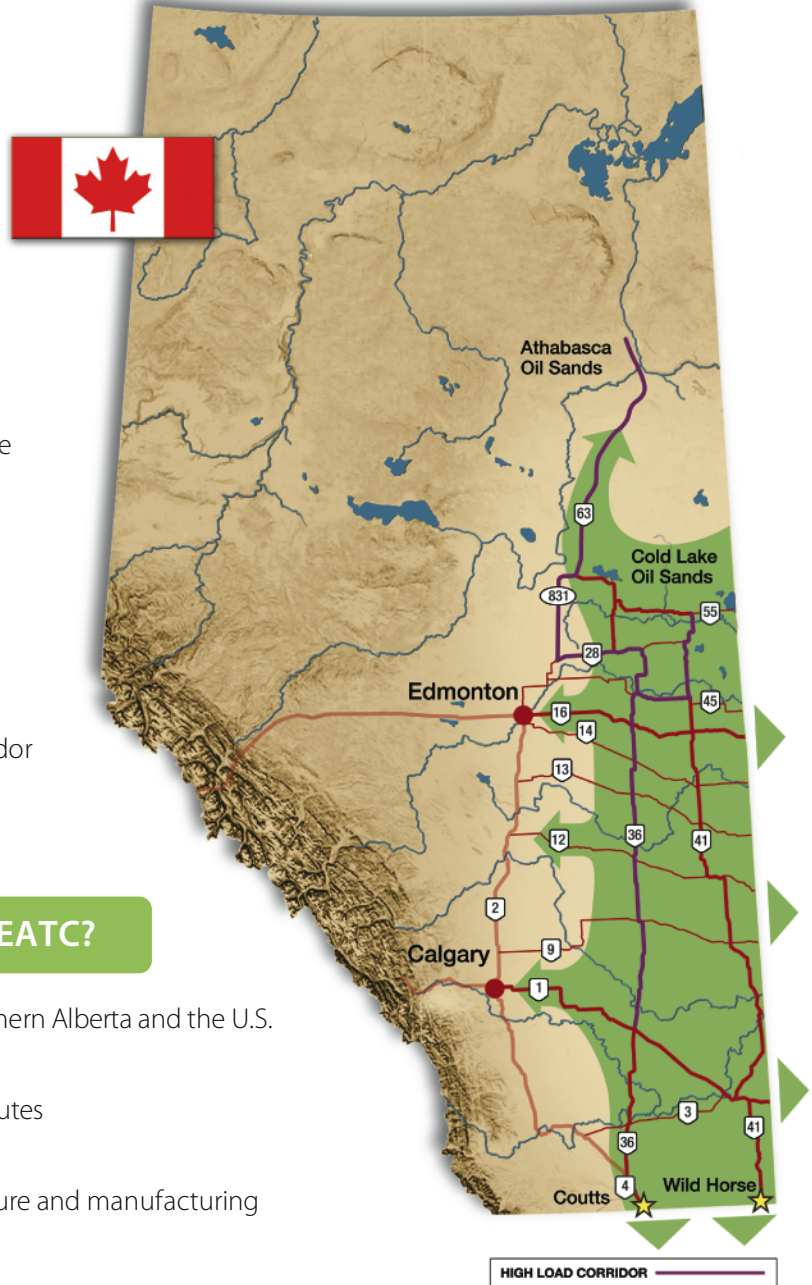 Athabasca
Oil Sands
e
63
Cold Lake
Oil Sands
831
55
28
Edmonton
45
16
14
dor
13
36
12
41
EATC?
2
Calgary
9
1
hern Alberta and the U.S.
utes
3
41
36
ure and manufacturing
4
Wild Horse
Coutts
HIGH LOAD CORRIDOR